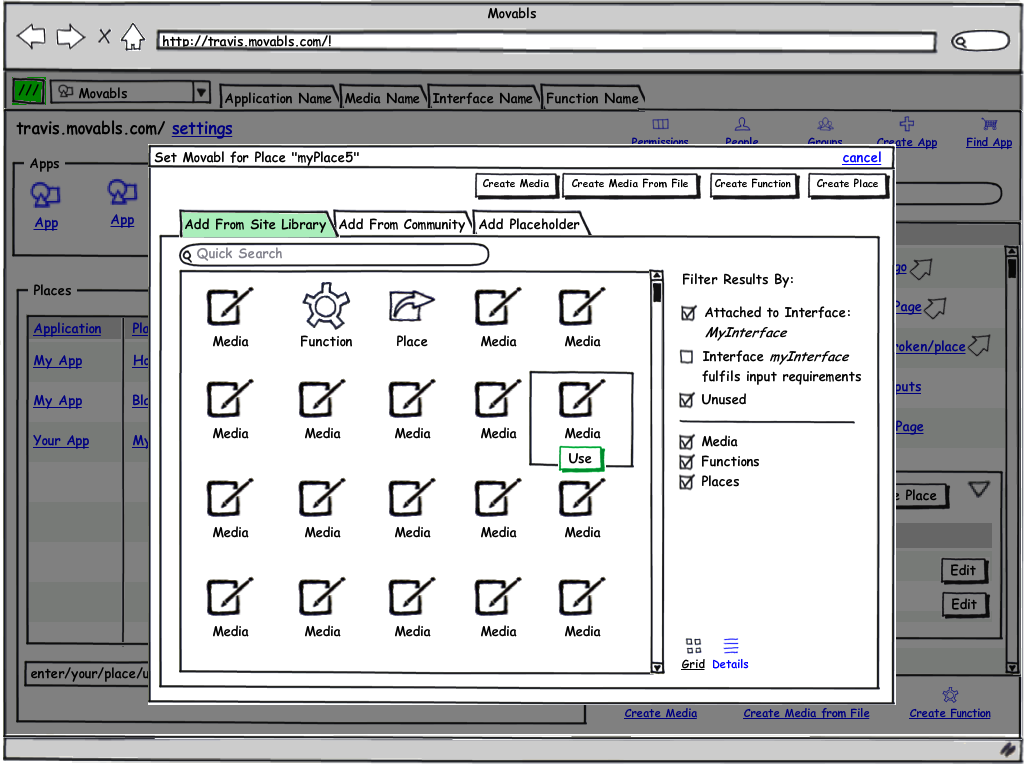 Movabls
http://travis.movabls.com/!
/// Movabls Application Name Media Name Interface Name Function Name
travis.movabls.com/ settings
Permissions People Groups Create App Find App
Set Movabl for Place "myPlace5" cancel
Apps
App App
Create Media Create Media From File Create Function Create Place
Add From Site Library Add From Community Add Placeholder
Quick Search
Filter Results By:
Attached to Interface:
MyInterface
Interface myInterface
fulfils input requirements
Unused
Media
Functions
Places
Media Function Place Media Media
Media Media Media Media Media
Use
Media Media Media Media Media
Media Media Media Media Media
Grid Details
Places
Application
My App
My App
Your App
enter/your/place/u
go
Page
roken/place
puts
Page
e Place
Edit
Edit
Create Media Create Media from File Create Function